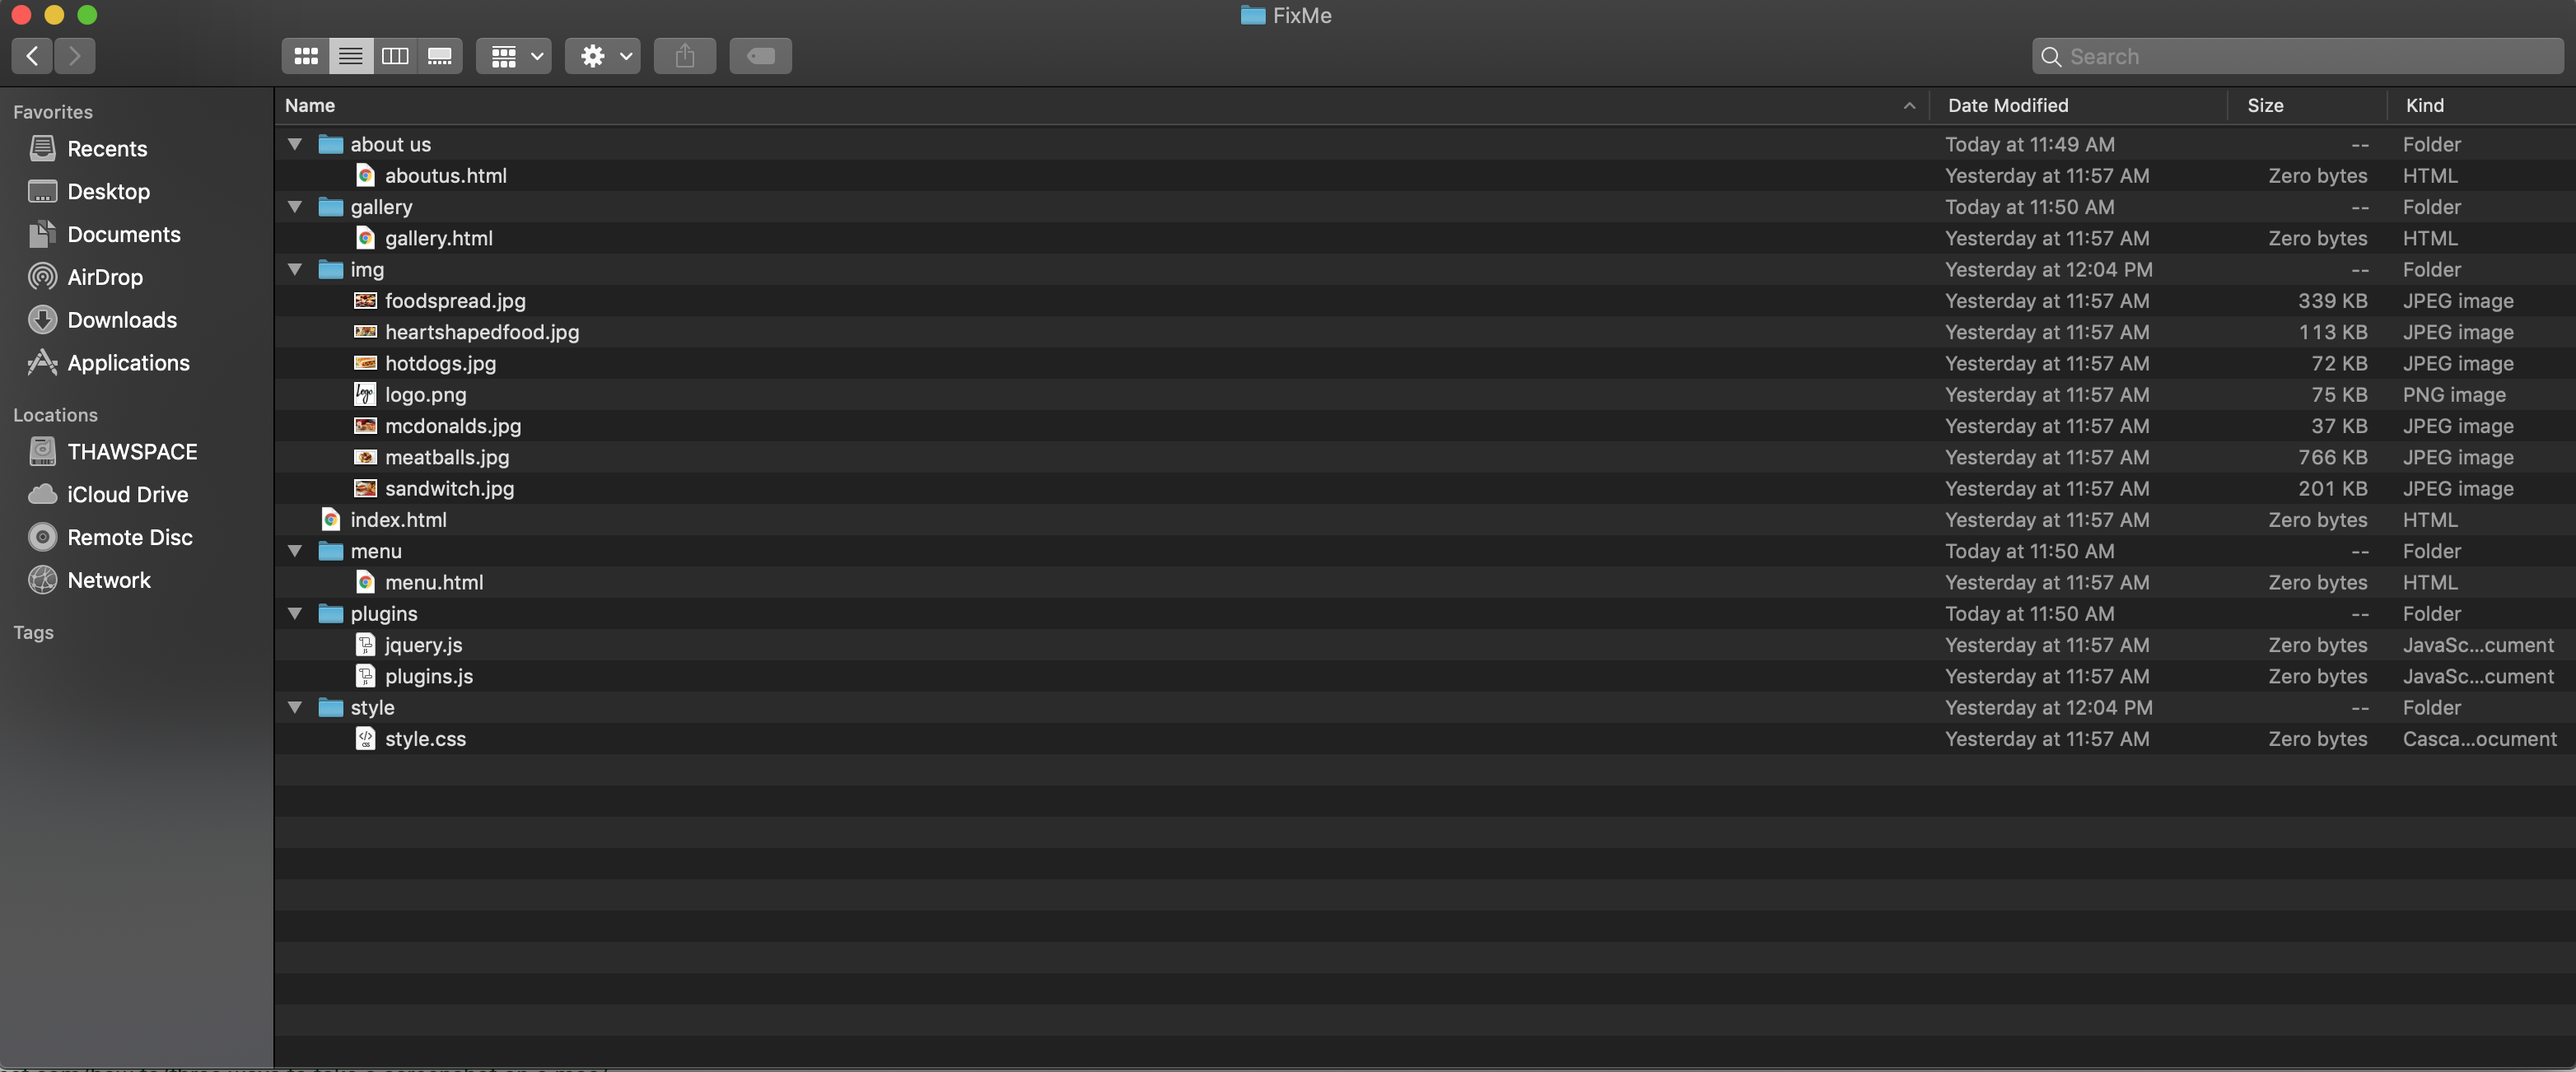 FixMe
Search
Favorites
Recents
Desktop
Documents
AirDrop
Downloads
Applications
Locations
THAWSPACE
iCloud Drive
Remote Disc
Network
Tags
Name Date Modified Size Kind
about us Today at 11:49 AM -- Folder
aboutus.html Yesterday at 11:57 AM Zero bytes HTML
gallery Today at 11:50 AM -- Folder
gallery.html Yesterday at 11:57 AM Zero bytes HTML
img Yesterday at 12:04 PM -- Folder
foodspread.jpg Yesterday at 11:57 AM 339 KB JPEG image
heartshapedfood.jpg Yesterday at 11:57 AM 113 KB JPEG image
hotdogs.jpg Yesterday at 11:57 AM 72 KB JPEG image
logo.png Yesterday at 11:57 AM 75 KB PNG image
mcdonalds.jpg Yesterday at 11:57 AM 37 KB JPEG image
meatballs.jpg Yesterday at 11:57 AM 766 KB JPEG image
sandwitch.jpg Yesterday at 11:57 AM 201 KB JPEG image
index.html Yesterday at 11:57 AM Zero bytes HTML
menu Today at 11:50 AM -- Folder
menu.html Yesterday at 11:57 AM Zero bytes HTML
plugins Today at 11:50 AM -- Folder
jquery.js Yesterday at 11:57 AM Zero bytes JavaSc...cument
plugins.js Yesterday at 11:57 AM Zero bytes JavaSc...cument
style Yesterday at 12:04 PM -- Folder
style.css Yesterday at 11:57 AM Zero bytes Casca...ocument